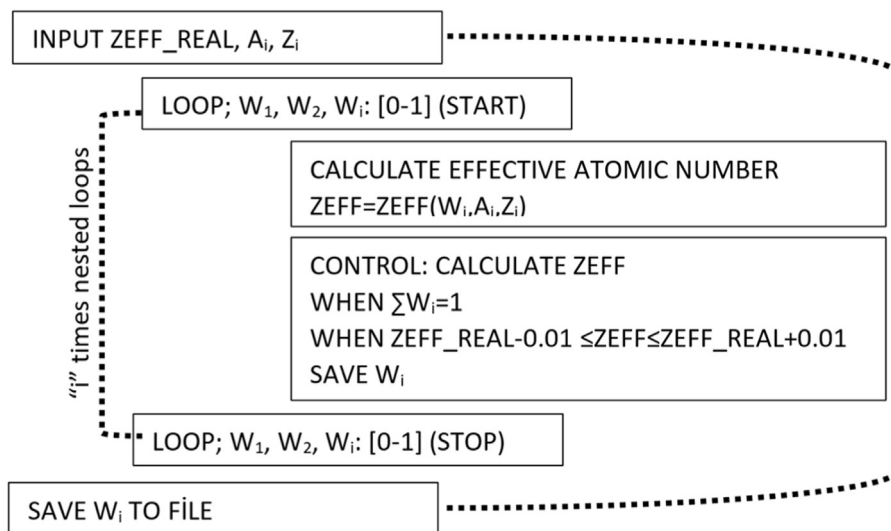 INPUT ZEFF_REAL, Aᵢ, Zᵢ
LOOP; W₁, W₂, Wᵢ: [0-1] (START)
CALCULATE EFFECTIVE ATOMIC NUMBER
ZEFF=ZEFF(Wᵢ,Aᵢ,Zᵢ)
CONTROL: CALCULATE ZEFF
WHEN ∑Wᵢ=1
WHEN ZEFF_REAL-0.01 ≤ZEFF≤ZEFF_REAL+0.01
SAVE Wᵢ
"i" times nested loops
LOOP; W₁, W₂, Wᵢ: [0-1] (STOP)
SAVE Wᵢ TO FİLE